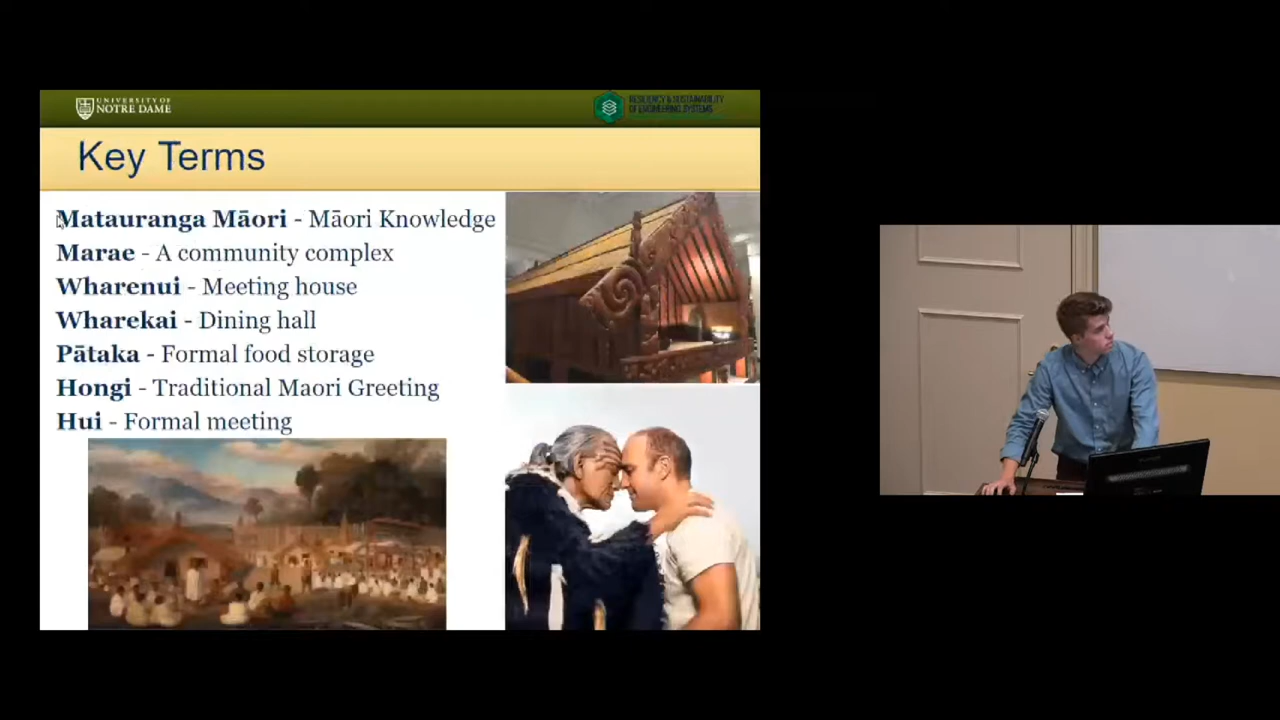 UNIVERSITY OF
NOTRE DAME
RESILIENCY & SUSTAINABILITY
OF ENGINEERING SYSTEMS
Key Terms
Matauranga Māori - Māori Knowledge
Marae - A community complex
Wharenui - Meeting house
Wharekai - Dining hall
Pātaka - Formal food storage
Hongi - Traditional Maori Greeting
Hui - Formal meeting